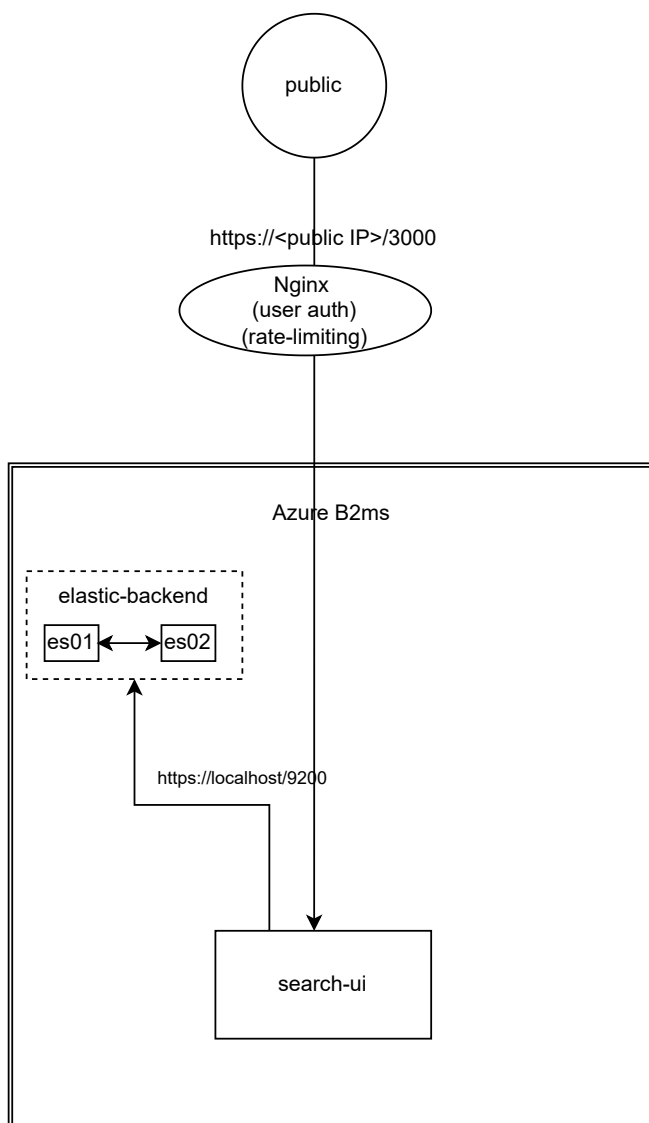 public
https://<public IP>/3000
Nginx
(user auth)
(rate-limiting)
Azure B2ms
elastic-backend
es01
es02
https://localhost/9200
search-ui